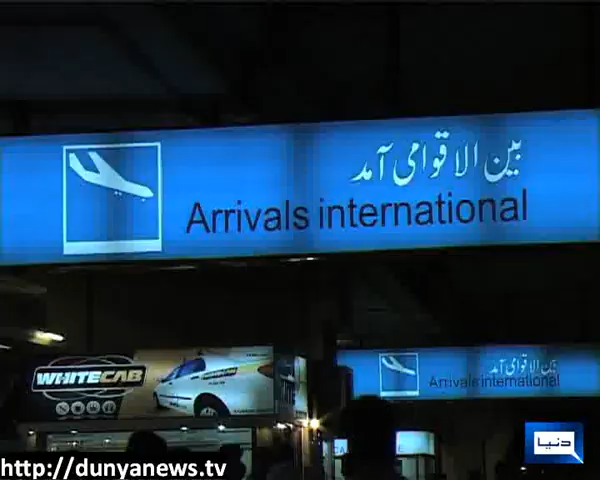 بین الاقوامی آمد
Arrivals international
WHITECAB
بین الاقوامی آمد
Arrivals international
دنیا
http://dunyanews.tv